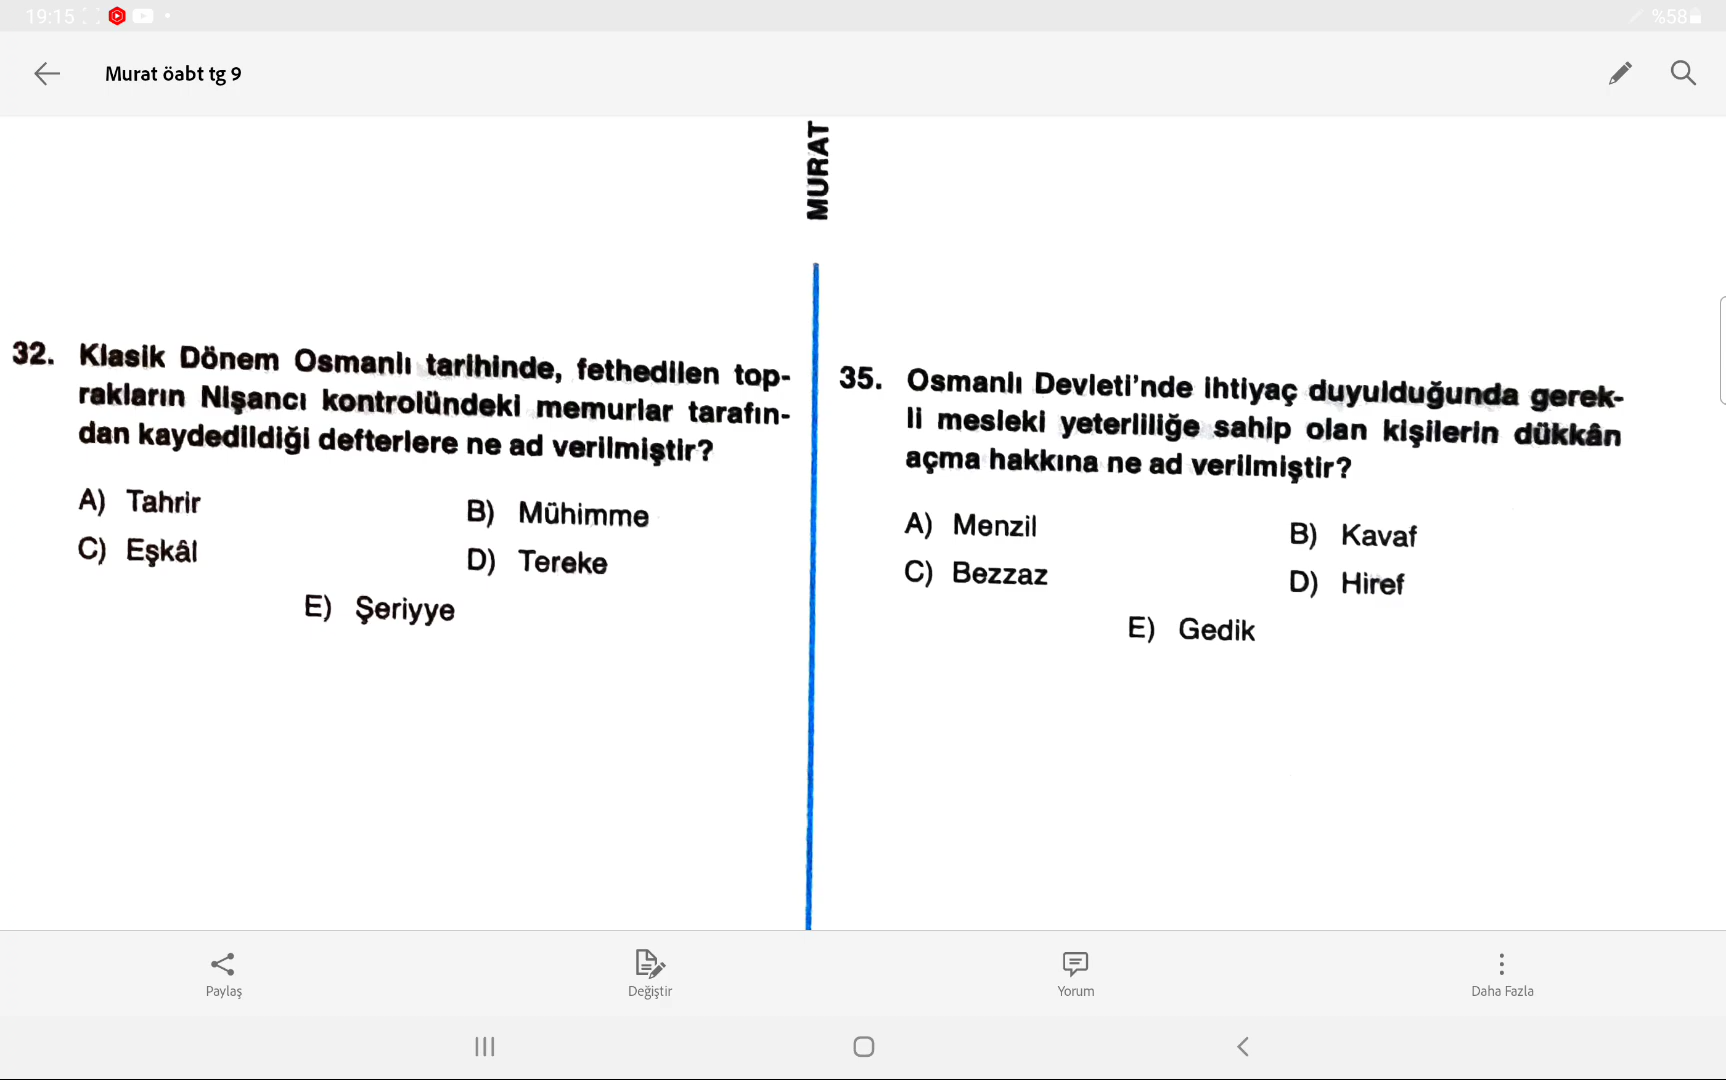 19:15
%58
Murat öabt tg 9
MURAT
32. Klasik Dönem Osmanlı tarihinde, fethedilen top-
rakların Nişancı kontrolündeki memurlar tarafın-
dan kaydedildiği defterlere ne ad verilmiştir?
A) Tahrir
B) Mühimme
C) Eşkâl
D) Tereke
E) Şeriyye
35. Osmanlı Devleti'nde ihtiyaç duyulduğunda gerek-
li mesleki yeterliliğe sahip olan kişilerin dükkân
açma hakkına ne ad verilmiştir?
A) Menzil
B) Kavaf
C) Bezzaz
D) Hiref
E) Gedik
Paylaş
Değiştir
Yorum
Daha Fazla